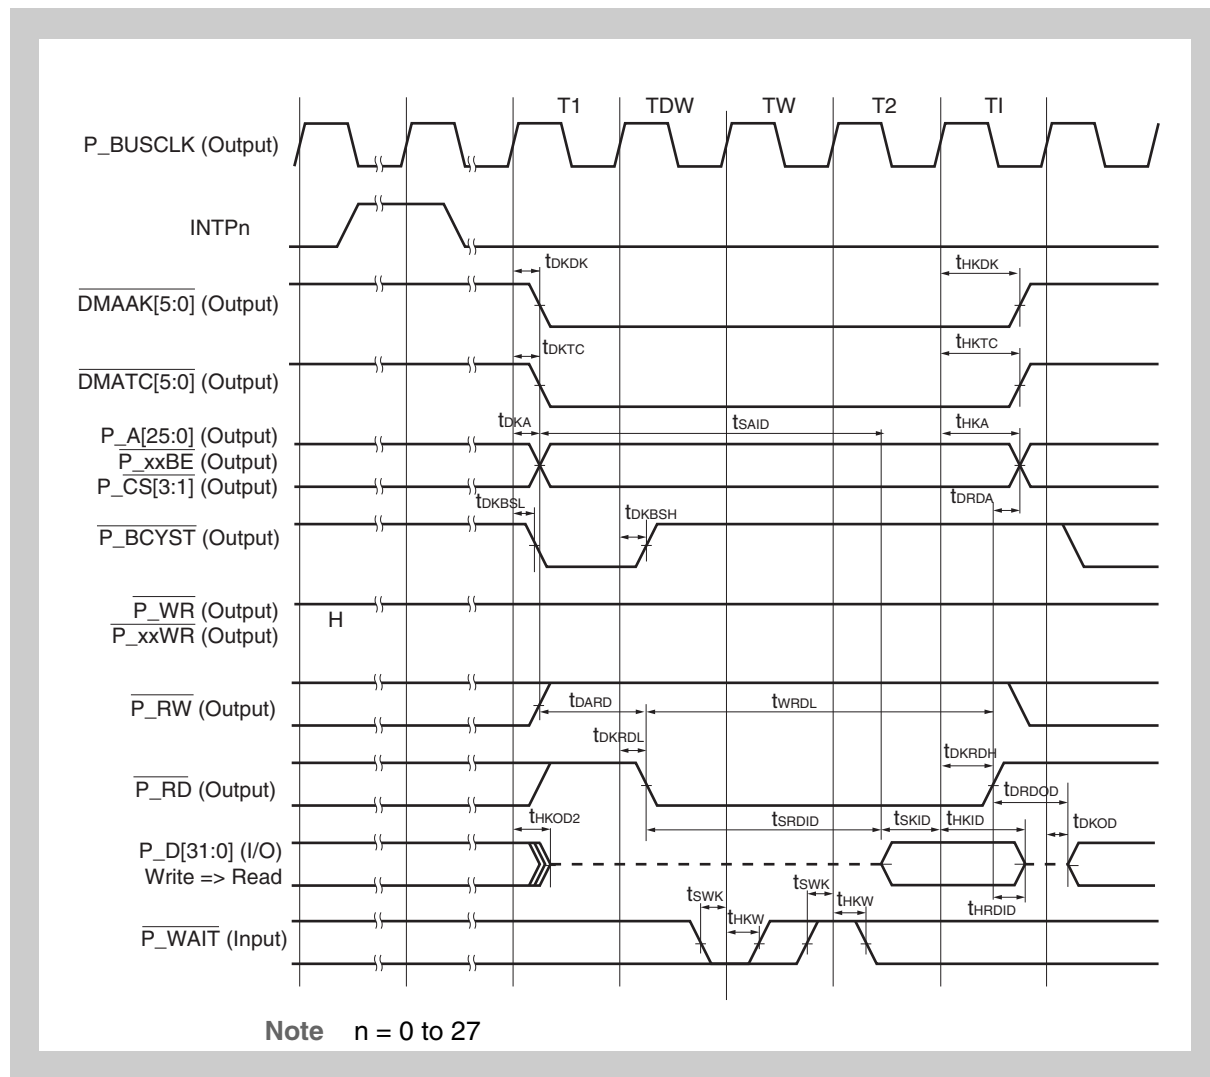 T1 TDW TW T2 TI
P_BUSCLK (Output)
INTPn
tDKDK tHKDK
DMAAK[5:0] (Output)
tDKTC tHKTC
DMATC[5:0] (Output)
tDKA tSAID tHKA
P_A[25:0] (Output)
P_xxBE (Output)
P_CS[3:1] (Output)
tDKBSL tDKBSH tDRDA
P_BCYST (Output)
P_WR (Output)
H
P_xxWR (Output)
tDARD tWRDL
P_RW (Output)
tDKRDL tDKRDH
P_RD (Output)
tDRDOD
tHKOD2 tSRDID tSKID tHKID tDKOD
P_D[31:0] (I/O)
Write => Read
tSWK tHKW tSWK tHKW tHRDID
P_WAIT (Input)
Note n = 0 to 27